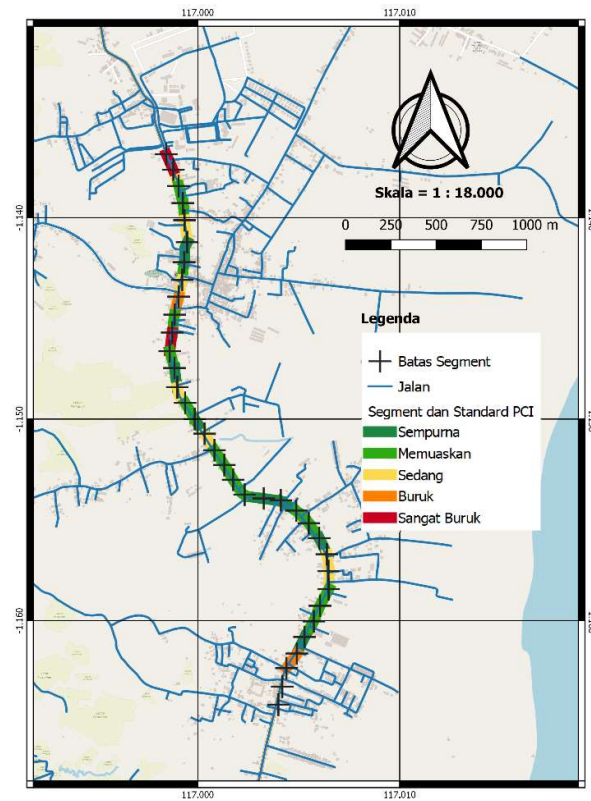 117.000 117.010
-1.140
-1.150
-1.160
Skala = 1 : 18.000
0 250 500 750 1000 m
Legenda
Batas Segment
Jalan
Segment dan Standard PCI
Sempurna
Memuaskan
Sedang
Buruk
Sangat Buruk
117.000 117.010